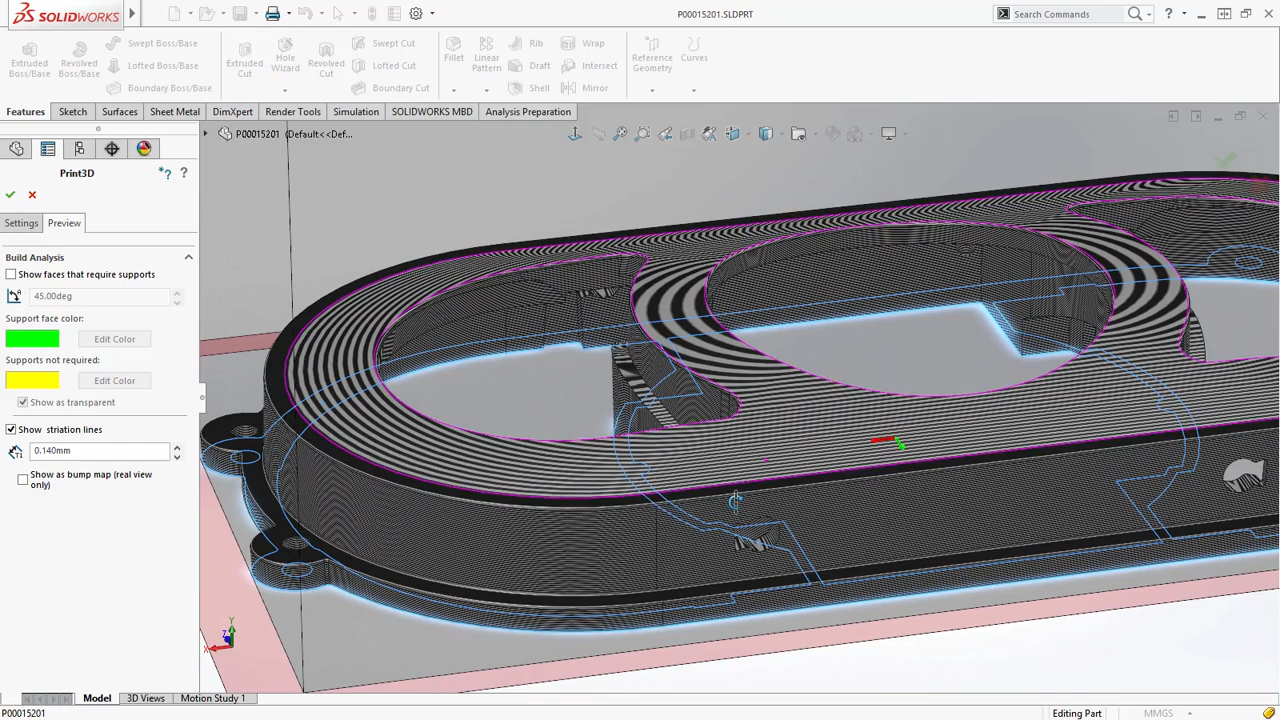 SOLIDWORKS
P00015201.SLDPRT
Search Commands
Extruded Boss/Base
Revolved Boss/Base
Swept Boss/Base
Lofted Boss/Base
Boundary Boss/Base
Extruded Cut
Hole Wizard
Revolved Cut
Swept Cut
Lofted Cut
Boundary Cut
Fillet
Linear Pattern
Rib
Draft
Shell
Wrap
Intersect
Mirror
Reference Geometry
Curves
Features
Sketch
Surfaces
Sheet Metal
DimXpert
Render Tools
Simulation
SOLIDWORKS MBD
Analysis Preparation
P00015201 (Default<<Def...
Print3D
Settings
Preview
Build Analysis
Show faces that require supports
45.00deg
Support face color:
Edit Color
Supports not required:
Edit Color
Show as transparent
Show striation lines
0.140mm
Show as bump map (real view
only)
Y
Z
X
Model
3D Views
Motion Study 1
P00015201
Editing Part
MMGS